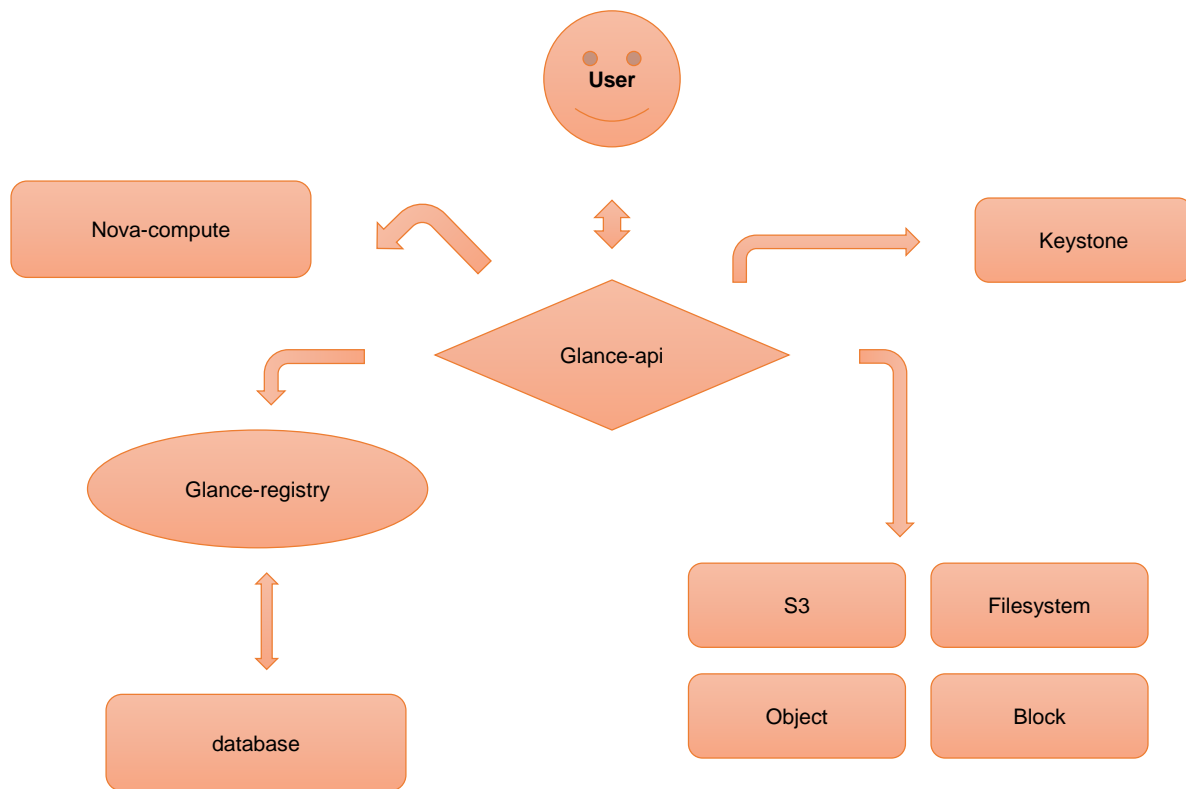 User
Nova-compute
Keystone
Glance-api
Glance-registry
S3
Filesystem
Object
Block
database